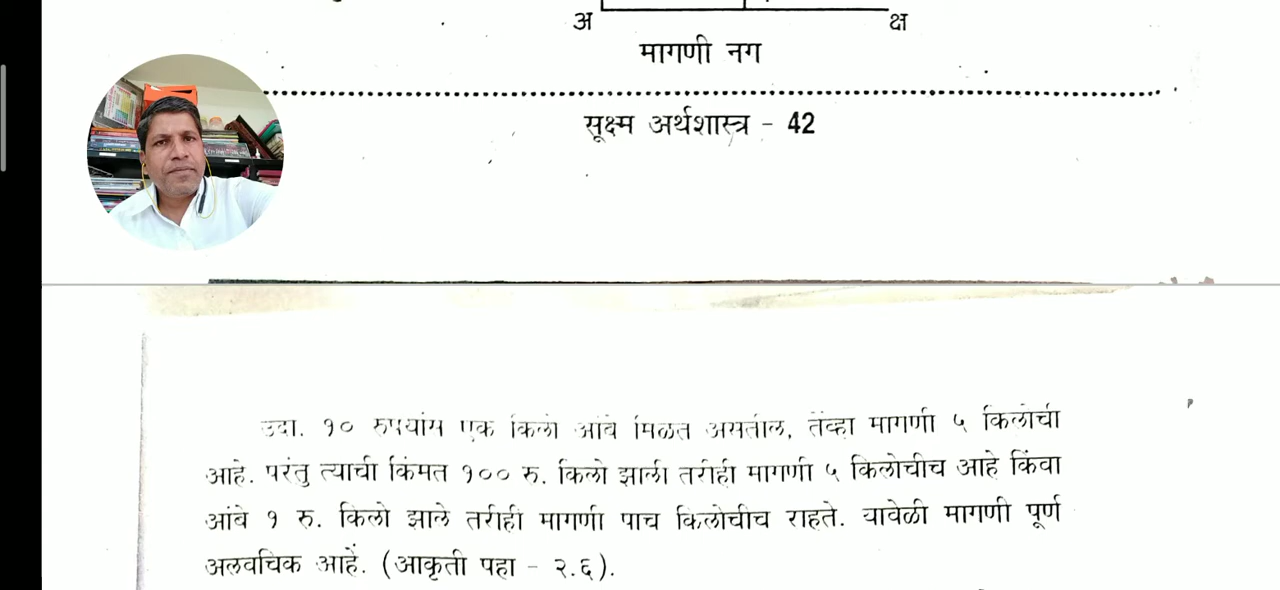 अ क्ष
मागणी नग
सूक्ष्म अर्थशास्त्र - 42
उदा. १० रुपयांस एक किलो आंबे मिळत असतील, तेंव्हा मागणी ५ किलोची
आहे. परंतु त्याची किंमत १०० रु. किलो झाली तरीही मागणी ५ किलोचीच आहे किंवा
आंबे १ रु. किलो झाले तरीही मागणी पाच किलोचीच राहते. यावेळी मागणी पूर्ण
अलवचिक आहे. (आकृती पहा - २.६).